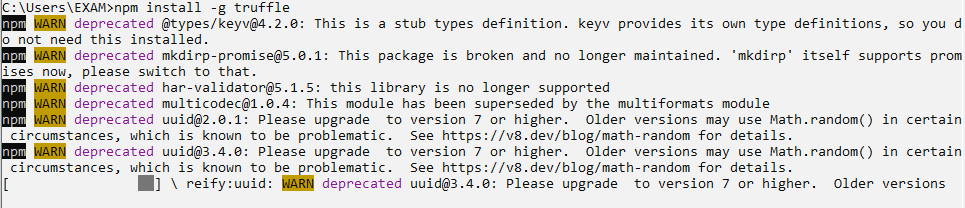 C:\Users\EXAM>npm install -g truffle
npm WARN deprecated @types/keyv@4.2.0: This is a stub types definition. keyv provides its own type definitions, so you d
o not need this installed.
npm WARN deprecated mkdirp-promise@5.0.1: This package is broken and no longer maintained. 'mkdirp' itself supports prom
ises now, please switch to that.
npm WARN deprecated har-validator@5.1.5: this library is no longer supported
npm WARN deprecated multicodec@1.0.4: This module has been superseded by the multiformats module
npm WARN deprecated uuid@2.0.1: Please upgrade  to version 7 or higher.  Older versions may use Math.random() in certain
 circumstances, which is known to be problematic.  See https://v8.dev/blog/math-random for details.
npm WARN deprecated uuid@3.4.0: Please upgrade  to version 7 or higher.  Older versions may use Math.random() in certain
 circumstances, which is known to be problematic.  See https://v8.dev/blog/math-random for details.
[                ] \ reify:uuid: WARN deprecated uuid@3.4.0: Please upgrade  to version 7 or higher.  Older versions